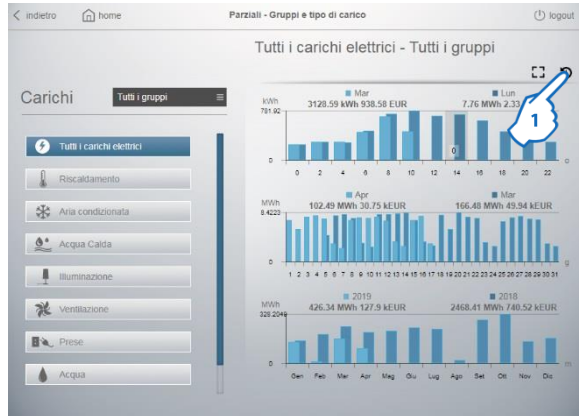 indietro home Parziali - Gruppi e tipo di carico logout
Tutti i carichi elettrici - Tutti i gruppi
Carichi Tutti i gruppi
Tutti i carichi elettrici
Riscaldamento
Aria condizionata
Acqua Calda
Illuminazione
Ventilazione
Prese
Acqua
kWh Mar Lun
3128.59 kWh 938.58 EUR 7.76 MWh 2.33
791.92
0
0
0 2 4 6 8 10 12 14 16 18 20 22 o
1
MWh Apr Mar
102.49 MWh 30.75 kEUR 166.48 MWh 49.94 kEUR
8.4223
0
1 2 3 4 5 6 7 8 9 10 11 12 13 14 15 16 17 18 19 20 21 22 23 24 25 26 27 28 29 30 31 g
MWh 2019 2018
426.34 MWh 127.9 kEUR 2468.41 MWh 740.52 kEUR
328.2048
0
Gen Feb Mar Apr Mag Giu Lug Ago Set Ott Nov Dic m